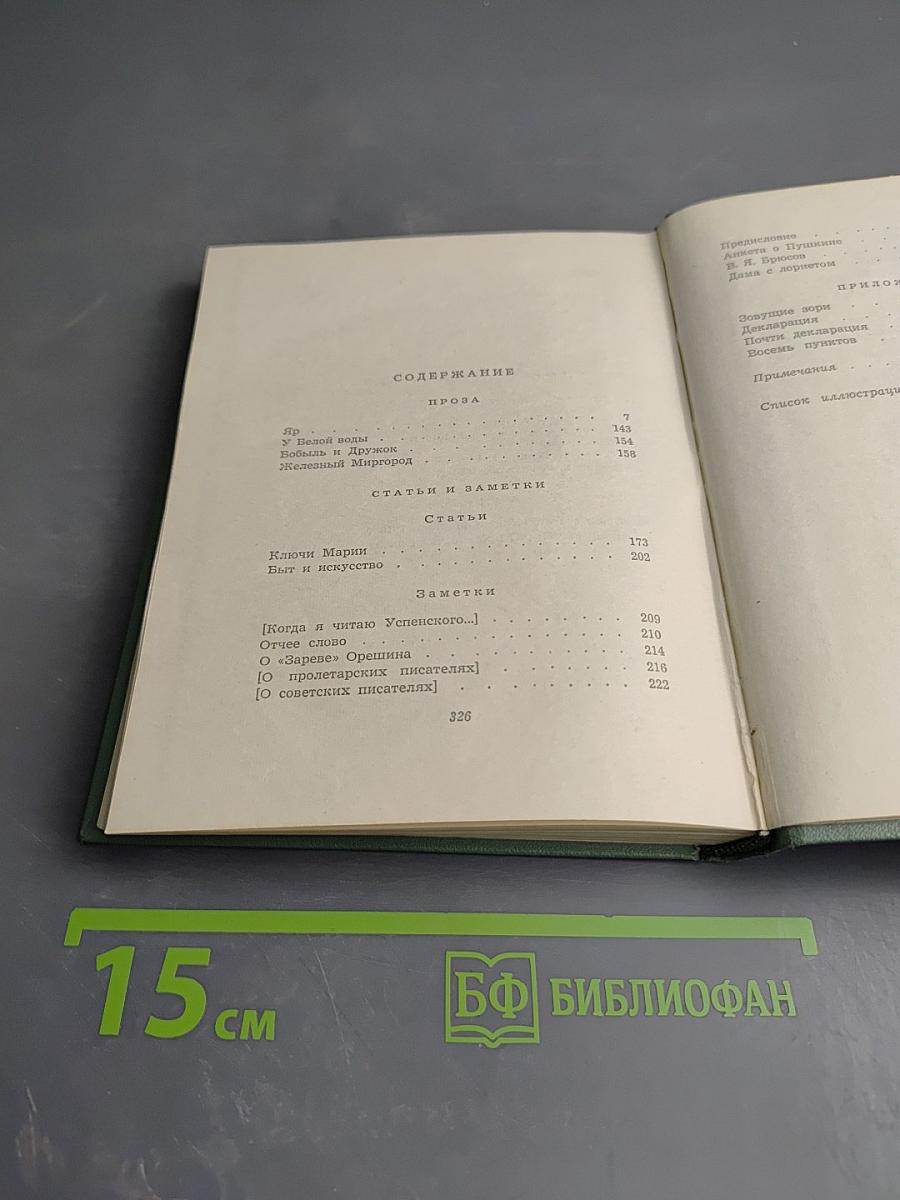 СОДЕРЖАНИЕ
ПРОЗА
Яр . . . . . . . . . . . . . . . . . . 7
У Белой воды . . . . . . . . . . . . . 143
Бобыль и Дружок . . . . . . . . . . . 154
Железный Миргород . . . . . . . . . . 158
СТАТЬИ И ЗАМЕТКИ
Статьи
Ключи Марии . . . . . . . . . . . . . 173
Быт и искусство . . . . . . . . . . . 202
Заметки
[Когда я читаю Успенского...] . . . . . . . . 209
Отчее слово . . . . . . . . . . . . . 210
О «Зареве» Орешина . . . . . . . . . . 214
[О пролетарских писателях] . . . . . . . 216
[О советских писателях] . . . . . . . . 222
326
Предисловие . . . .
Анкета о Пушкине . . .
В. Я. Брюсов . . . .
Дама с лорнетом . . .
ПРИЛОЖ
Зовущие зори . . .
Декларация . . . .
Почти декларация . .
Восемь пунктов . .
Примечания . . .
Список иллюстраци
15 см
БФ БИБЛИОФАН